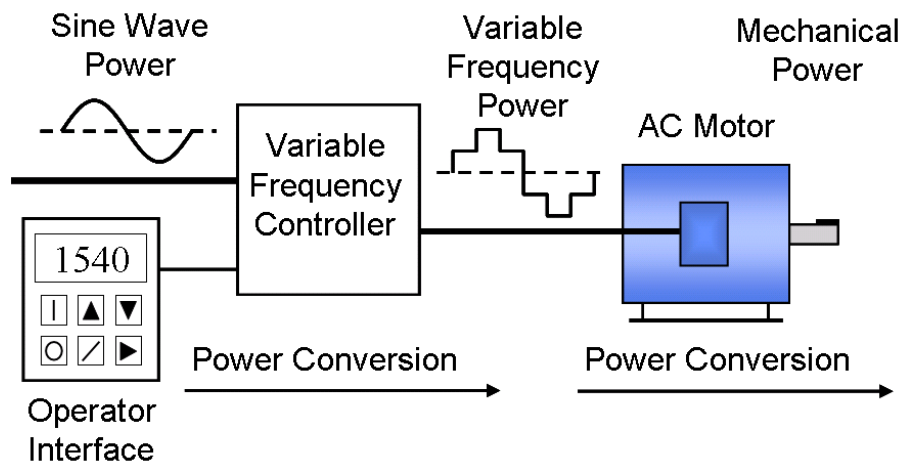 Sine Wave
Power
Variable
Frequency
Power
Mechanical
Power
AC Motor
Variable
Frequency
Controller
1540
Power Conversion
Power Conversion
Operator
Interface